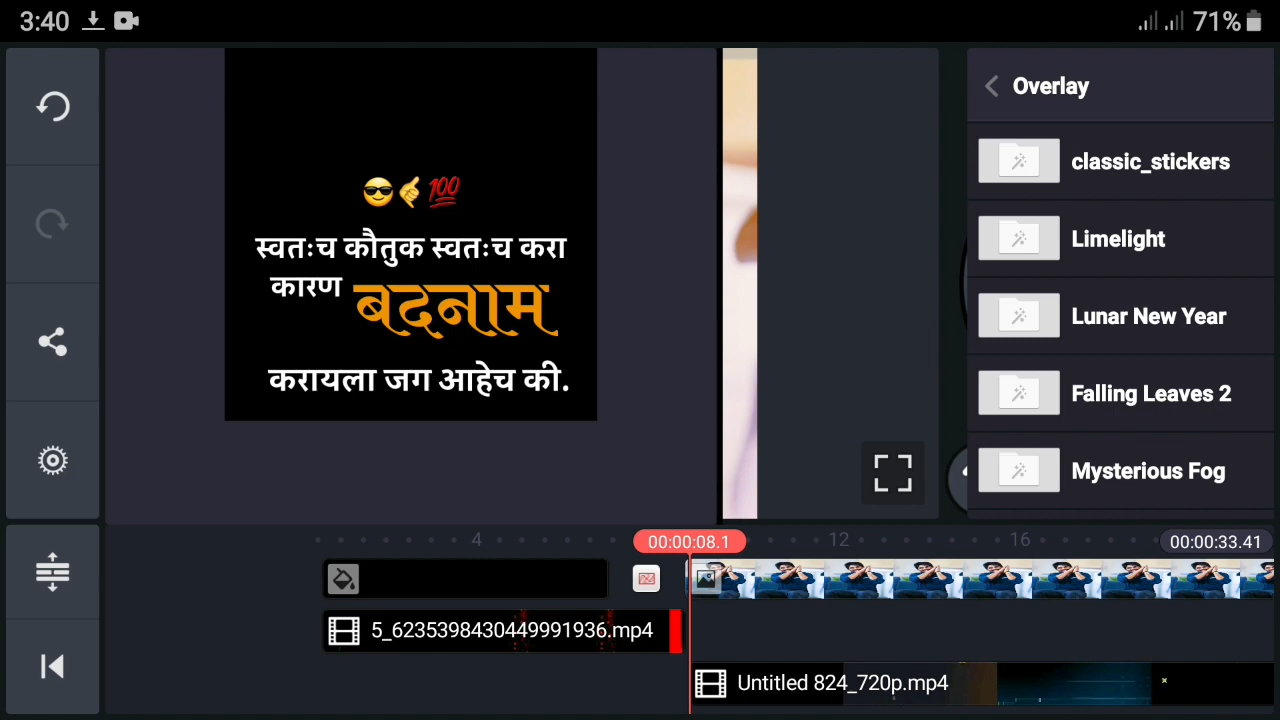 3:40
71%
Overlay
classic_stickers
Limelight
Lunar New Year
Falling Leaves 2
Mysterious Fog
😎🤙💯
स्वतःच कौतुक स्वतःच करा
कारण बदनाम
करायला जग आहेच की.
4
00:00:08.1
12
16
00:00:33.41
5_6235398430449991936.mp4
Untitled 824_720p.mp4